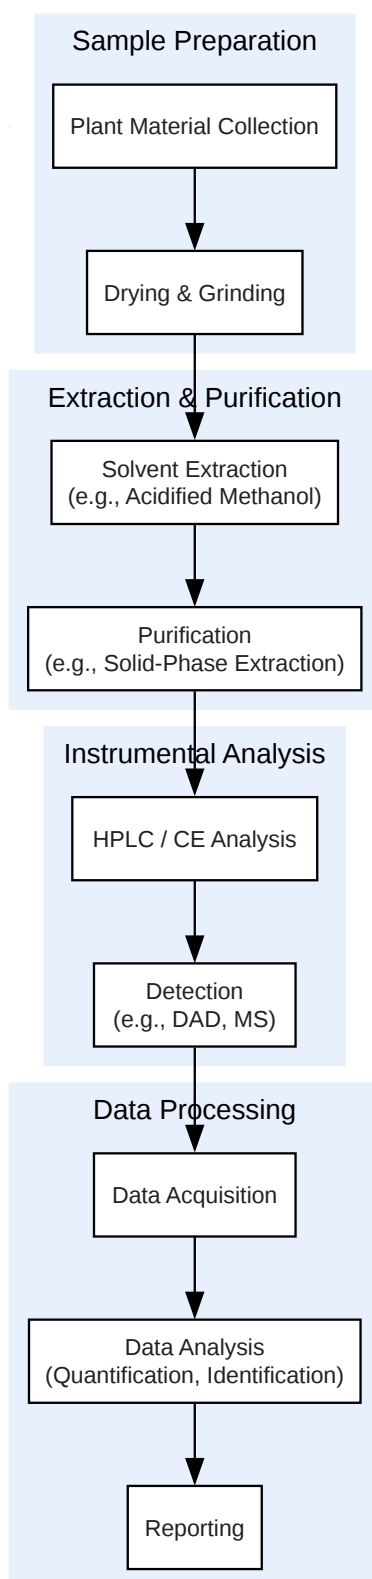 Sample Preparation
Plant Material Collection
Drying & Grinding
Extraction & Purification
Solvent Extraction
(e.g., Acidified Methanol)
Purification
(e.g., Solid-Phase Extraction)
Instrumental Analysis
HPLC / CE Analysis
Detection
(e.g., DAD, MS)
Data Processing
Data Acquisition
Data Analysis
(Quantification, Identification)
Reporting